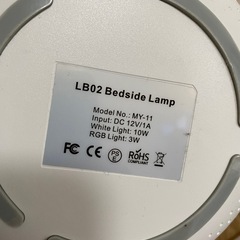 LB02 Bedside Lamp
Model No.: MY-11
Input: DC 12V/1A
White Light: 10W
RGB Light: 3W
FC CE PSE RoHS
COMPLIANT